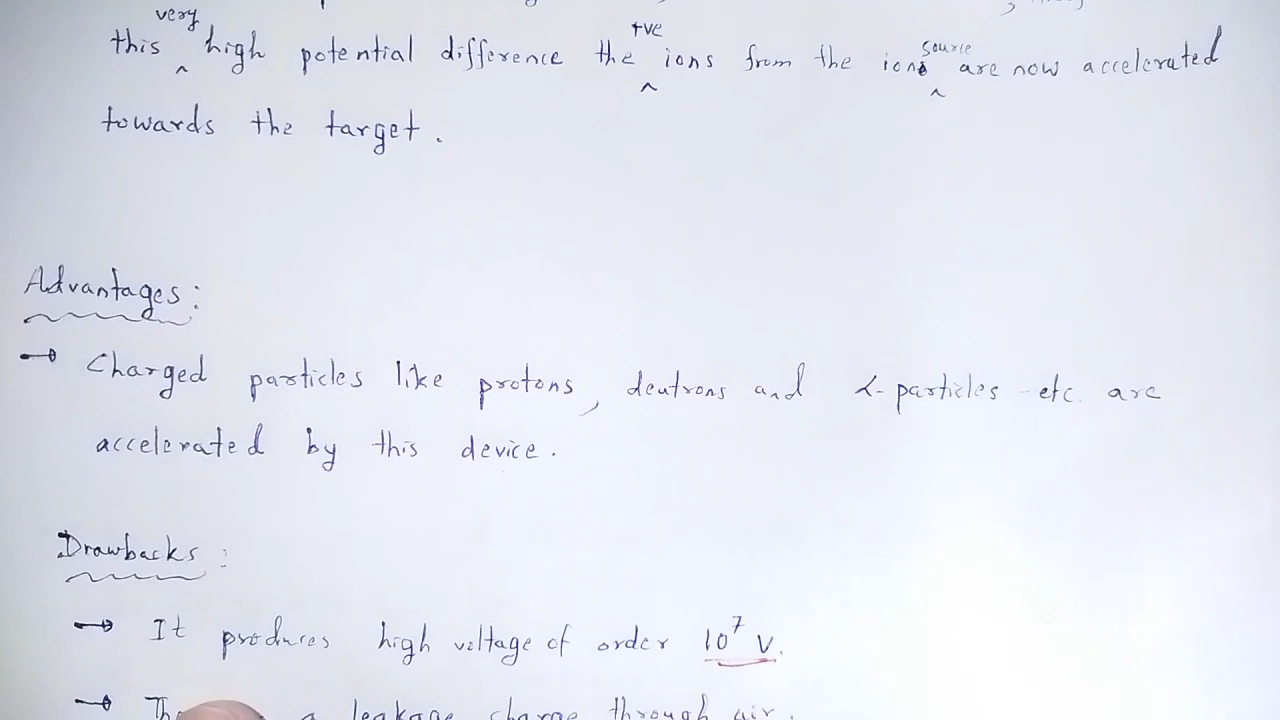 this very high potential difference the +ve ions from the ion source are now accelerated
towards the target.
Advantages:
→ Charged particles like protons, deutrons and α-particles etc. are
accelerated by this device.
Drawbacks:
→ It produces high voltage of order 10⁷ V.
→ a leakage charge through air.